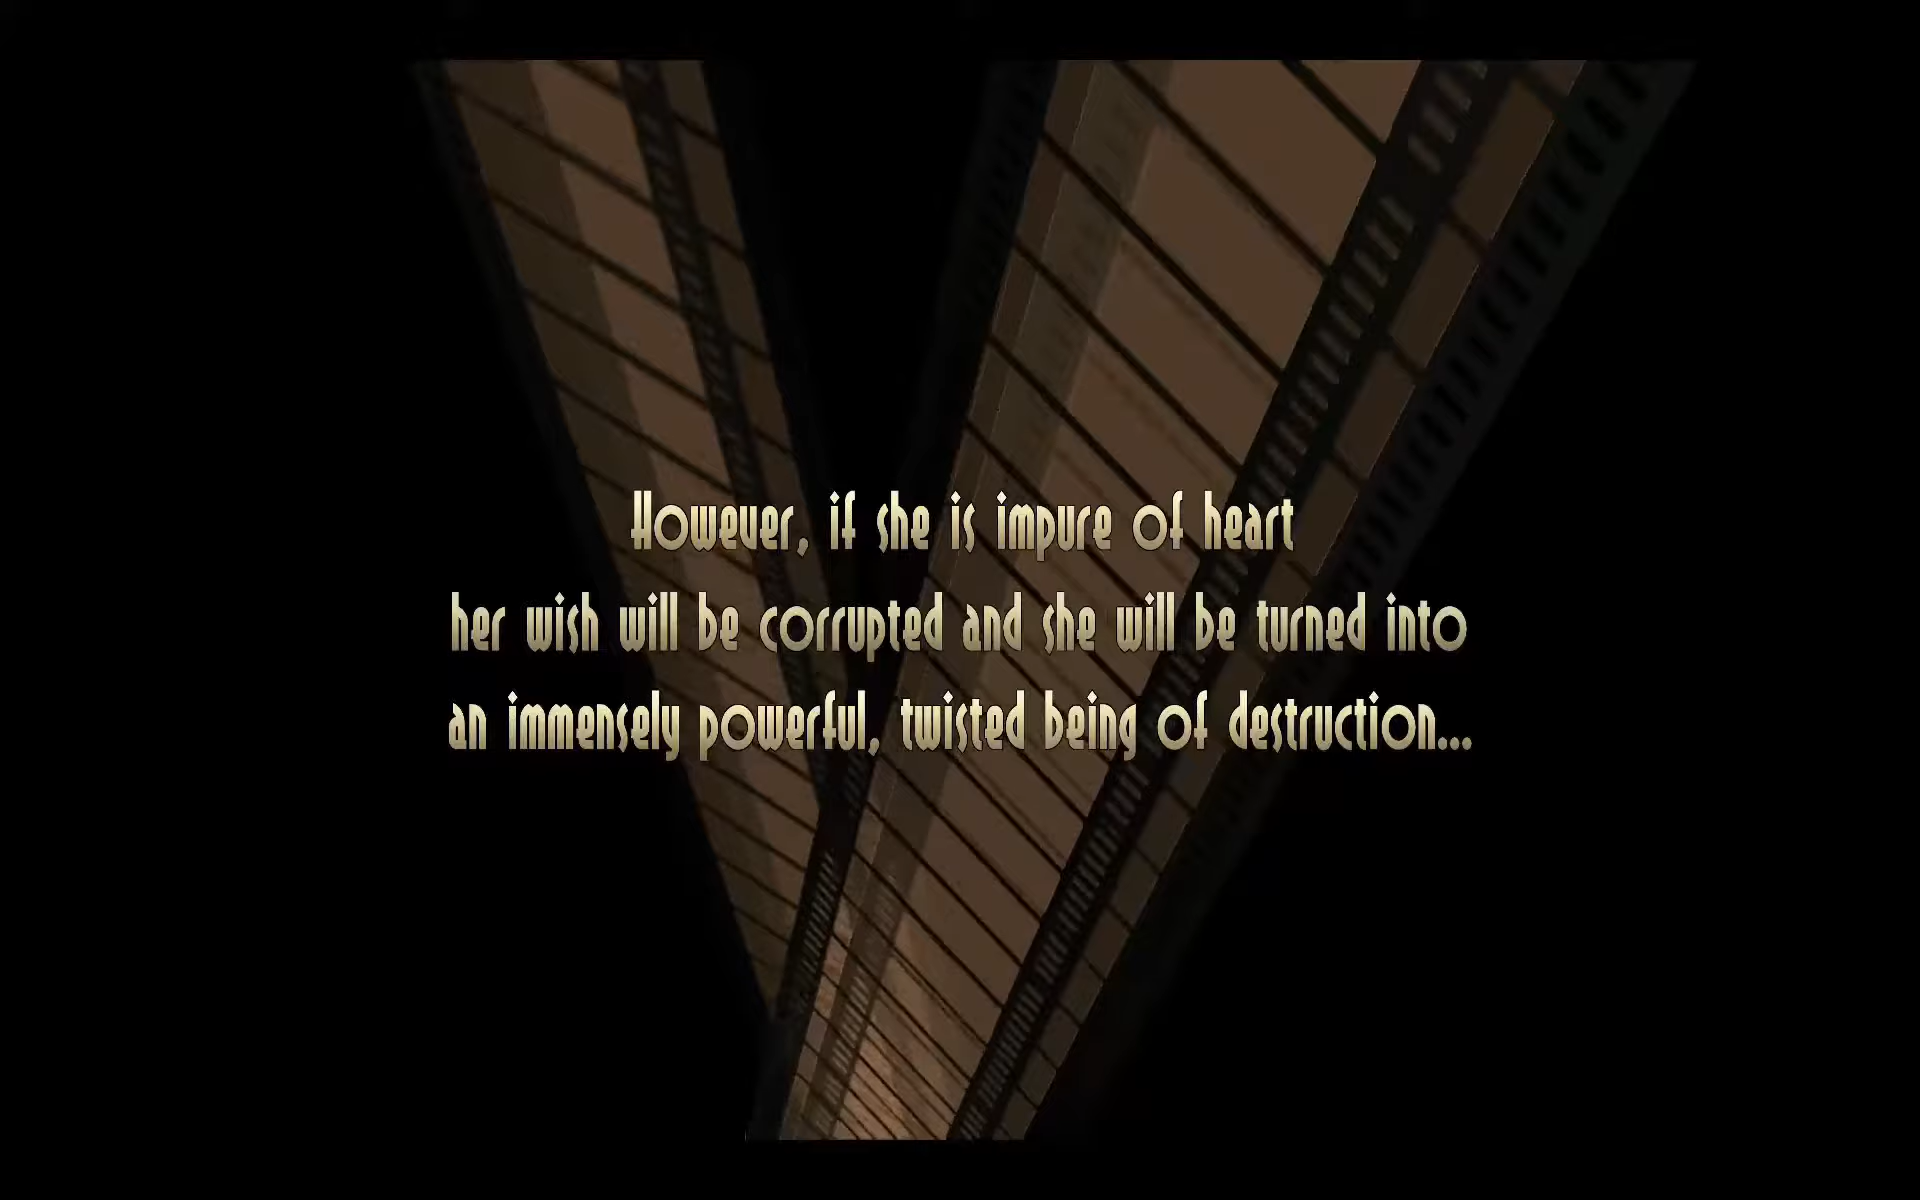 However, if she is impure of heart
her wish will be corrupted and she will be turned into
an immensely powerful, twisted being of destruction...